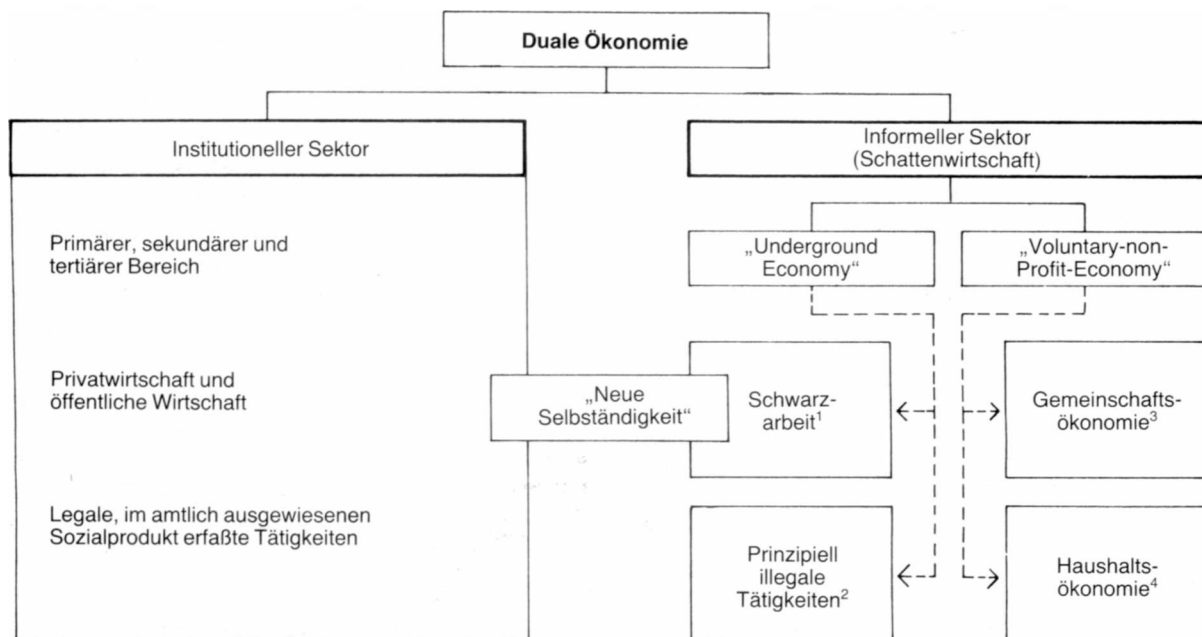 Duale Ökonomie
Institutioneller Sektor
Informeller Sektor
(Schattenwirtschaft)
Primärer, sekundärer und
tertiärer Bereich
„Underground
Economy“
„Voluntary-non-
Profit-Economy“
Privatwirtschaft und
öffentliche Wirtschaft
„Neue
Selbständigkeit“
Schwarz-
arbeit¹
Gemeinschafts-
ökonomie³
Legale, im amtlich ausgewiesenen
Sozialprodukt erfaßte Tätigkeiten
Prinzipiell
illegale
Tätigkeiten²
Haushalts-
ökonomie⁴